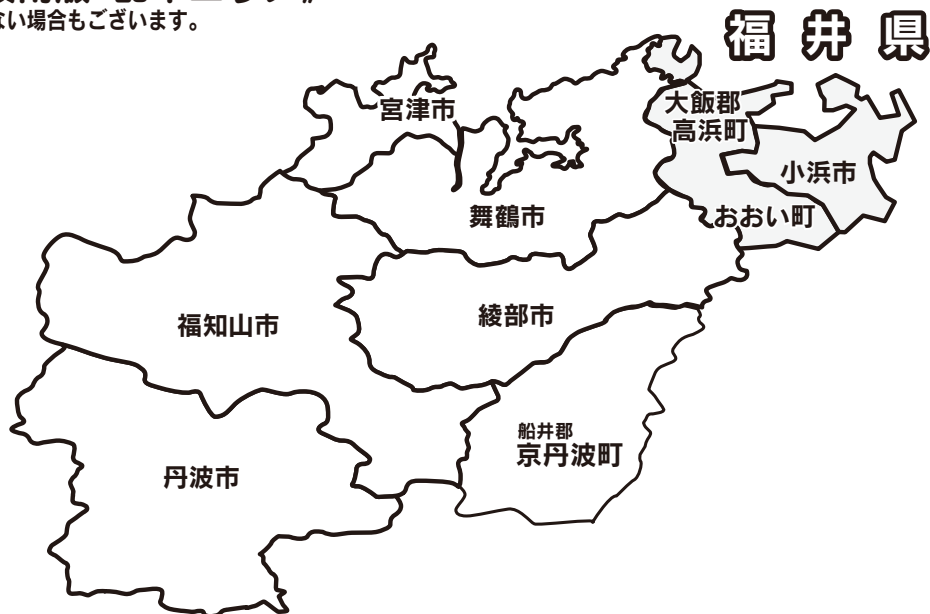 ない場合もございます。
福井県
宮津市
大飯郡
高浜町
小浜市
舞鶴市
おおい町
福知山市
綾部市
船井郡
京丹波町
丹波市